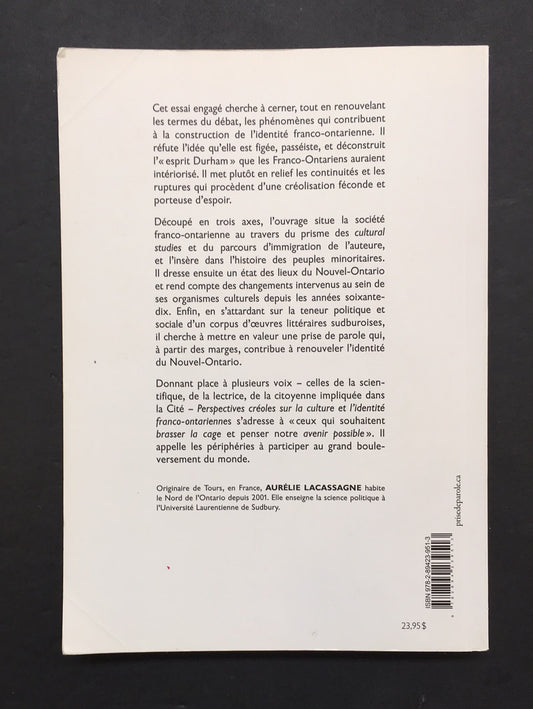 Cet essai engagé cherche à cerner, tout en renouvelant
les termes du débat, les phénomènes qui contribuent
à la construction de l'identité franco-ontarienne. Il
réfute l'idée qu'elle est figée, passéiste, et déconstruit
l'« esprit Durham » que les Franco-Ontariens auraient
intériorisé. Il met plutôt en relief les continuités et les
ruptures qui procèdent d'une créolisation féconde et
porteuse d'espoir.
Découpé en trois axes, l'ouvrage situe la société
franco-ontarienne au travers du prisme des cultural
studies et du parcours d'immigration de l'auteure,
et l'insère dans l'histoire des peuples minoritaires.
Il dresse ensuite un état des lieux du Nouvel-Ontario
et rend compte des changements intervenus au sein de
ses organismes culturels depuis les années soixante-
dix. Enfin, en s'attardant sur la teneur politique et
sociale d'un corpus d'œuvres littéraires sudburoises,
il cherche à mettre en valeur une prise de parole qui,
à partir des marges, contribue à renouveler l'identité
du Nouvel-Ontario.
Donnant place à plusieurs voix – celles de la scien-
tifique, de la lectrice, de la citoyenne impliquée dans
la Cité – Perspectives créoles sur la culture et l'identité
franco-ontariennes s'adresse à « ceux qui souhaitent
brasser la cage et penser notre avenir possible ». Il
appelle les périphéries à participer au grand boule-
versement du monde.
Originaire de Tours, en France, AURÉLIE LACASSAGNE habite
le Nord de l'Ontario depuis 2001. Elle enseigne la science politique à
l'Université Laurentienne de Sudbury.
prisedeparole.ca
ISBN 978-2-89423-951-3
23,95 $